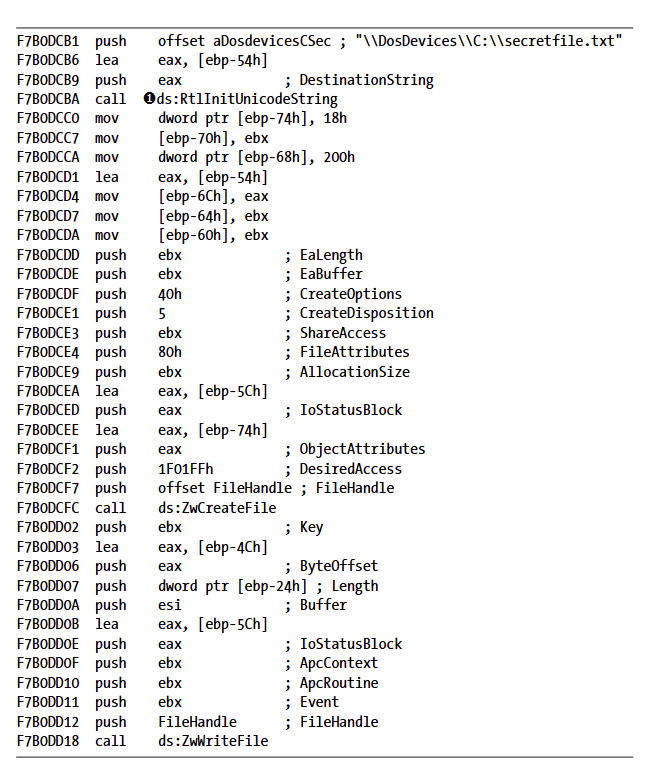 F7B0DCB1 push offset aDosdevicesCSec ; "\\DosDevices\\C:\\secretfile.txt"
F7B0DCB6 lea eax, [ebp-54h]
F7B0DCB9 push eax ; DestinationString
F7B0DCBA call ❶ds:RtlInitUnicodeString
F7B0DCC0 mov dword ptr [ebp-74h], 18h
F7B0DCC7 mov [ebp-70h], ebx
F7B0DCCA mov dword ptr [ebp-68h], 200h
F7B0DCD1 lea eax, [ebp-54h]
F7B0DCD4 mov [ebp-6Ch], eax
F7B0DCD7 mov [ebp-64h], ebx
F7B0DCDA mov [ebp-60h], ebx
F7B0DCDD push ebx ; EaLength
F7B0DCDE push ebx ; EaBuffer
F7B0DCDF push 40h ; CreateOptions
F7B0DCE1 push 5 ; CreateDisposition
F7B0DCE3 push ebx ; ShareAccess
F7B0DCE4 push 80h ; FileAttributes
F7B0DCE9 push ebx ; AllocationSize
F7B0DCEA lea eax, [ebp-5Ch]
F7B0DCED push eax ; IoStatusBlock
F7B0DCEE lea eax, [ebp-74h]
F7B0DCF1 push eax ; ObjectAttributes
F7B0DCF2 push 1F01FFh ; DesiredAccess
F7B0DCF7 push offset FileHandle ; FileHandle
F7B0DCFC call ds:ZwCreateFile
F7B0DD02 push ebx ; Key
F7B0DD03 lea eax, [ebp-4Ch]
F7B0DD06 push eax ; ByteOffset
F7B0DD07 push dword ptr [ebp-24h] ; Length
F7B0DD0A push esi ; Buffer
F7B0DD0B lea eax, [ebp-5Ch]
F7B0DD0E push eax ; IoStatusBlock
F7B0DD0F push ebx ; ApcContext
F7B0DD10 push ebx ; ApcRoutine
F7B0DD11 push ebx ; Event
F7B0DD12 push FileHandle ; FileHandle
F7B0DD18 call ds:ZwWriteFile